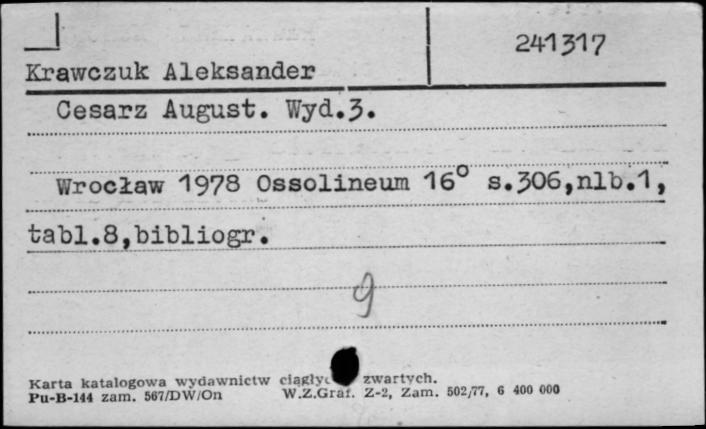 241317
Krawczuk Aleksander
Cesarz August. Wyd.3.
Wrocław 1978 Ossolineum 16° s.306,nlb.1,
tabl.8,bibliogr.
9
Karta katalogowa wydawnictw zwartych.
Pu-B-144 zam. 567/DW/On W.Z.Graf. Z-2, Zam. 502/77, 6 400 000